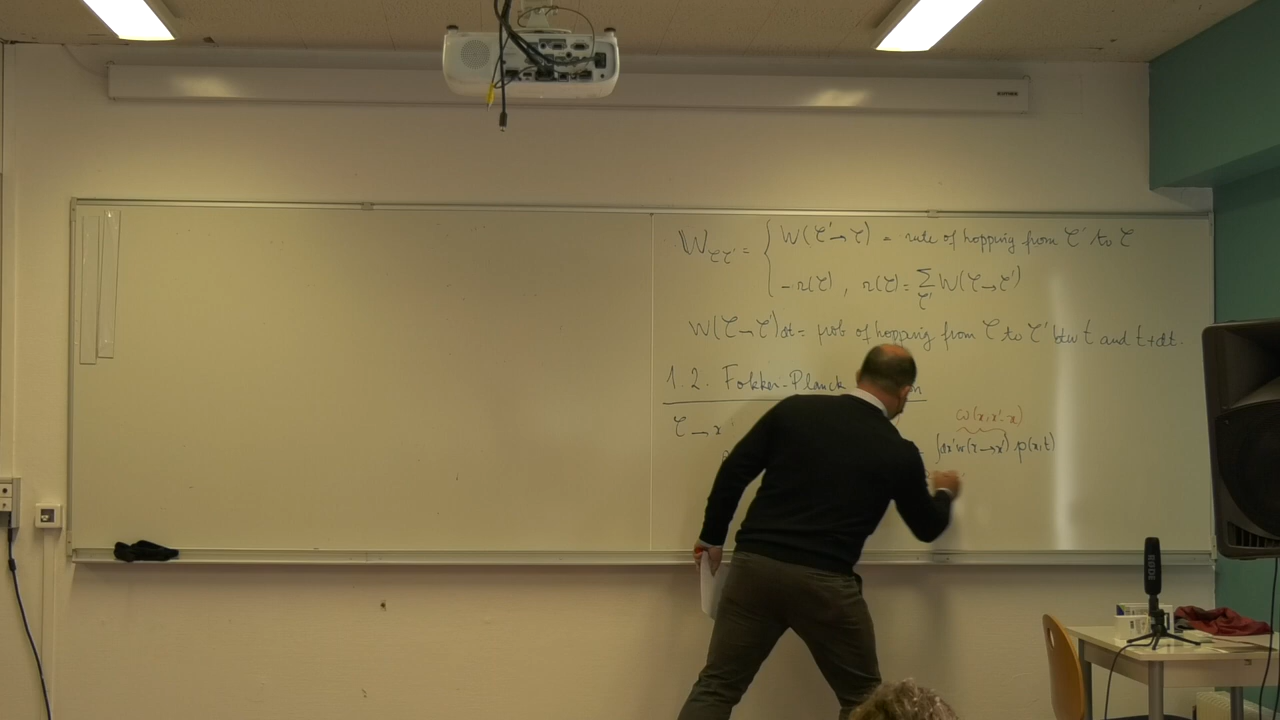 W_{𝒞𝒞'} = { W(𝒞'→𝒞) = rate of hopping from 𝒞' to 𝒞
-r(𝒞), r(𝒞) = Σ_{𝒞'} W(𝒞→𝒞')
W(𝒞→𝒞')dt = prob of hopping from 𝒞 to 𝒞' btw t and t+dt.
1.2. Fokker-Planck
𝒞→x
ω(x,x'-x)
∫dx'W(x→x') p(x,t)
RØDE